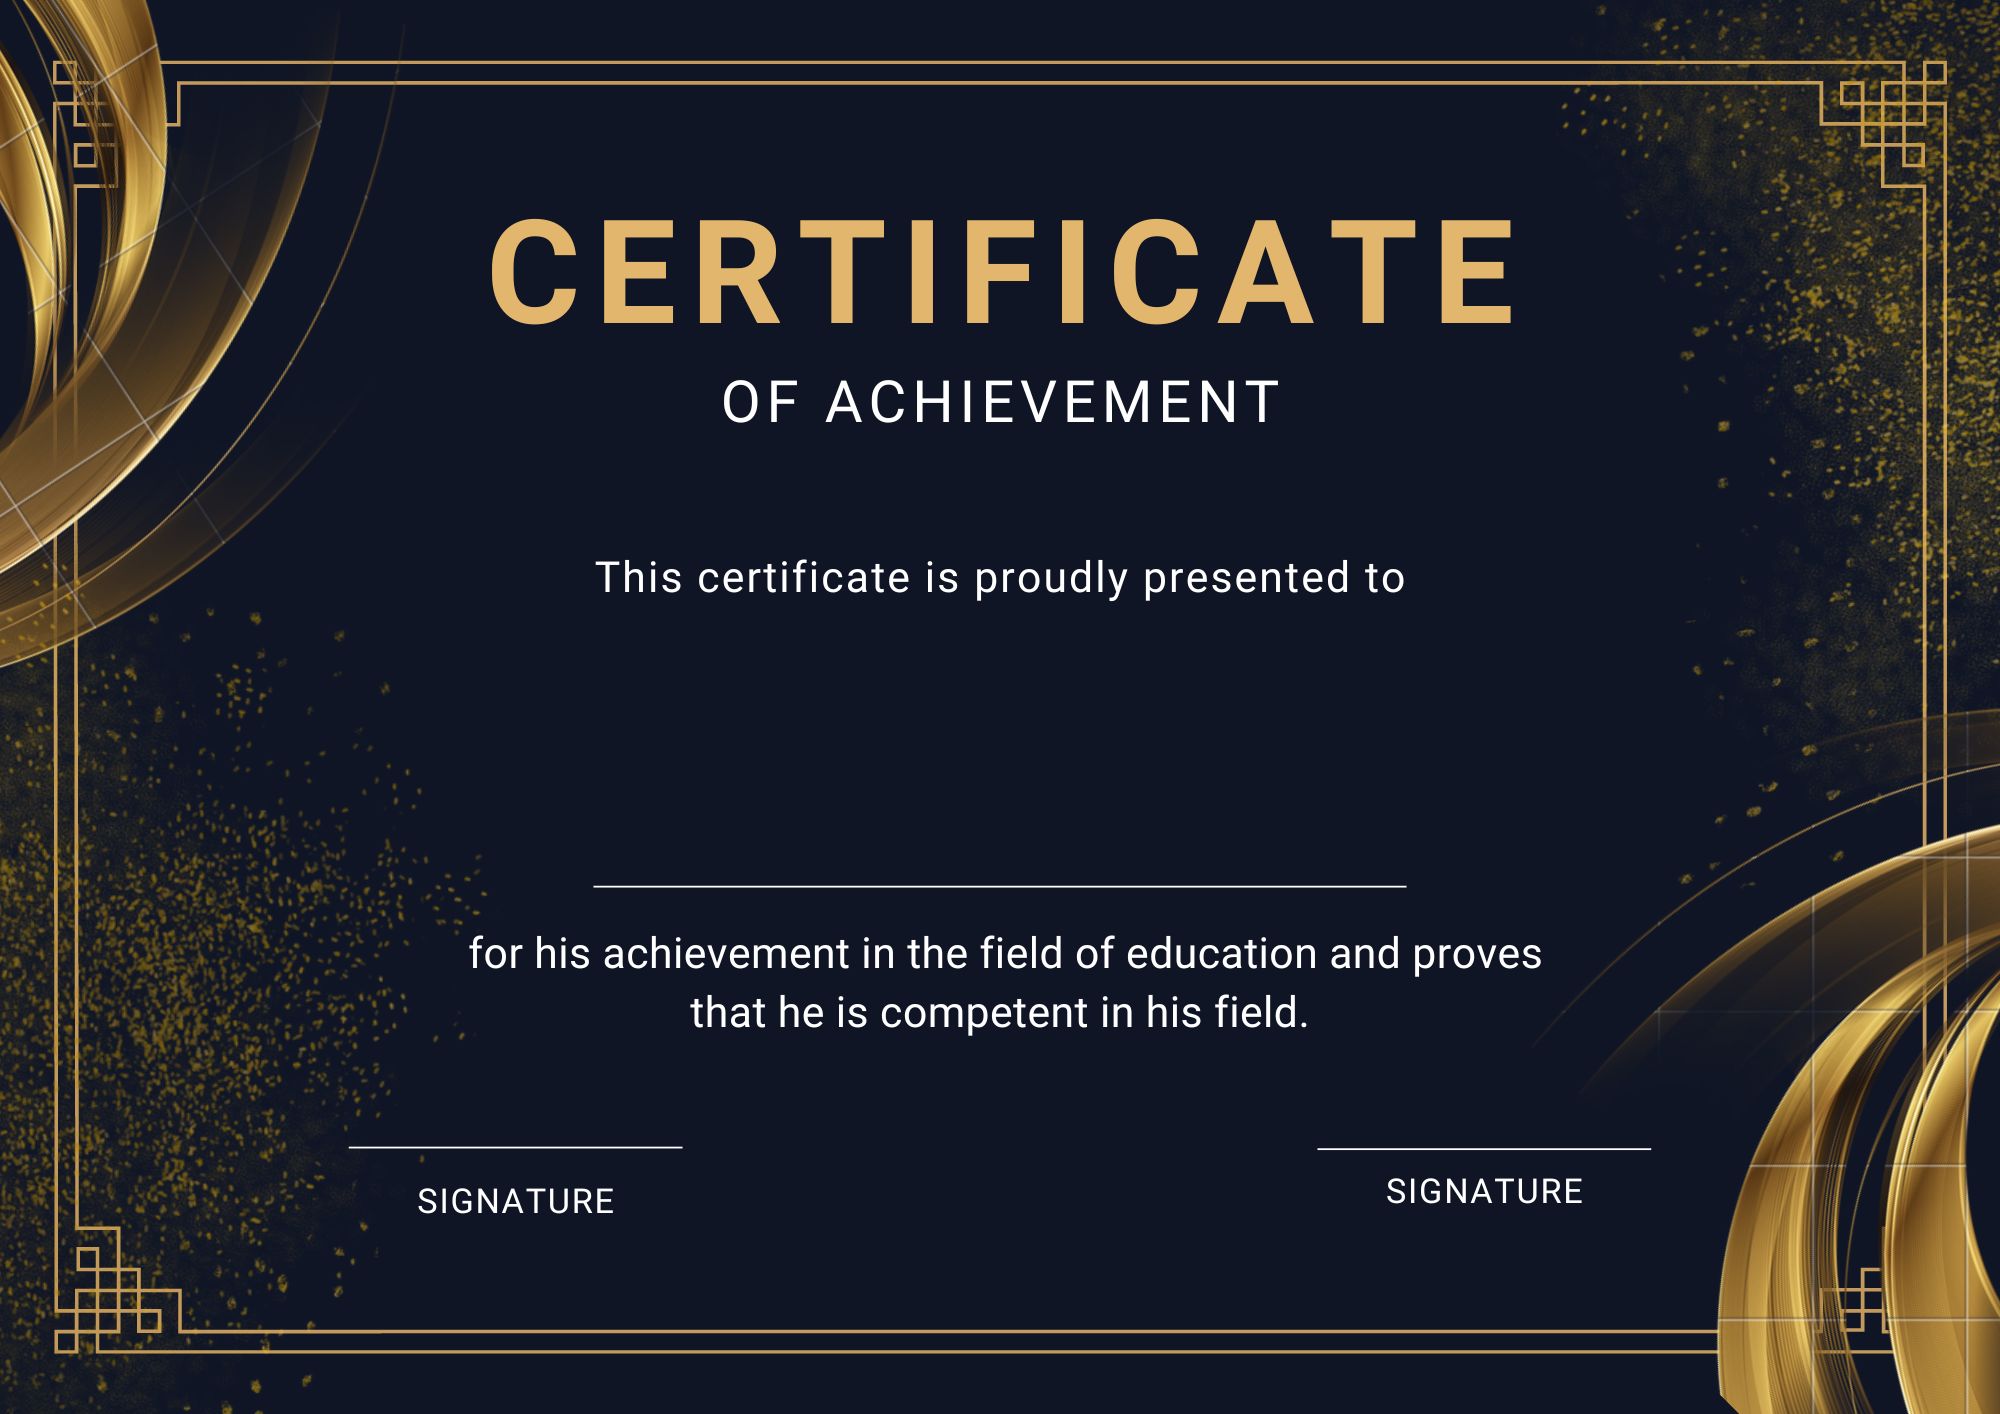 CERTIFICATE
OF ACHIEVEMENT
This certificate is proudly presented to
for his achievement in the field of education and proves
that he is competent in his field.
SIGNATURE
SIGNATURE